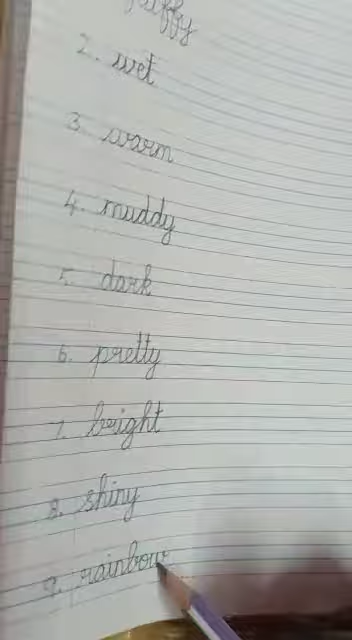 2. wet
3. warm
4. muddy
5. dark
6. pretty
7. bright
8. shiny
9. rainbow